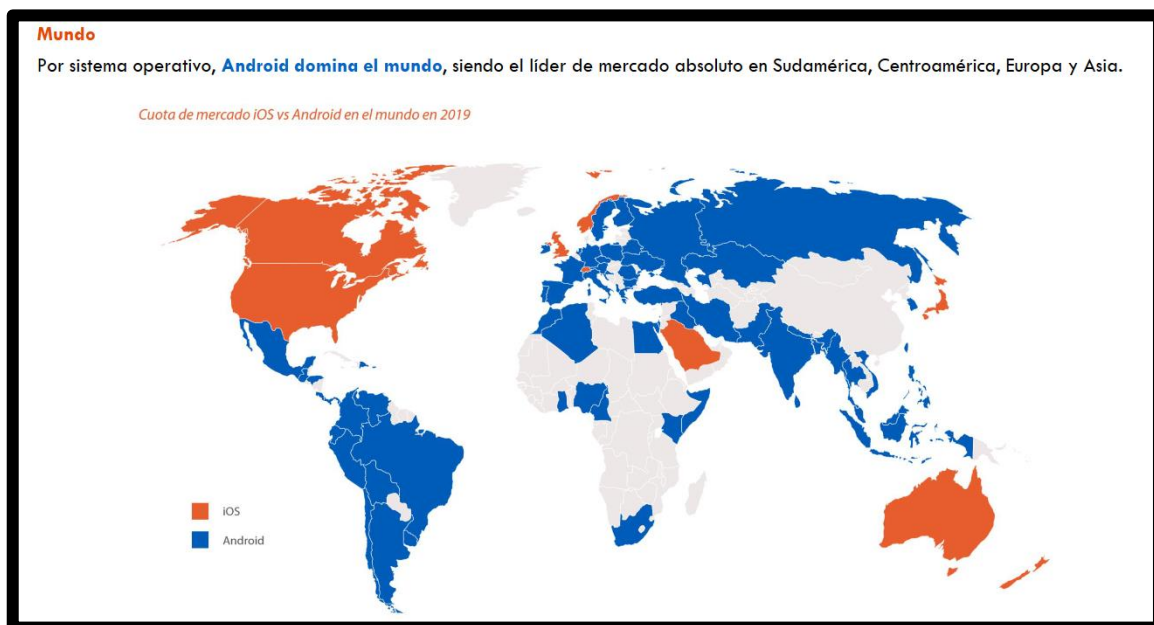 Mundo
Por sistema operativo, Android domina el mundo, siendo el líder de mercado absoluto en Sudamérica, Centroamérica, Europa y Asia.
Cuota de mercado iOS vs Android en el mundo en 2019
iOS
Android